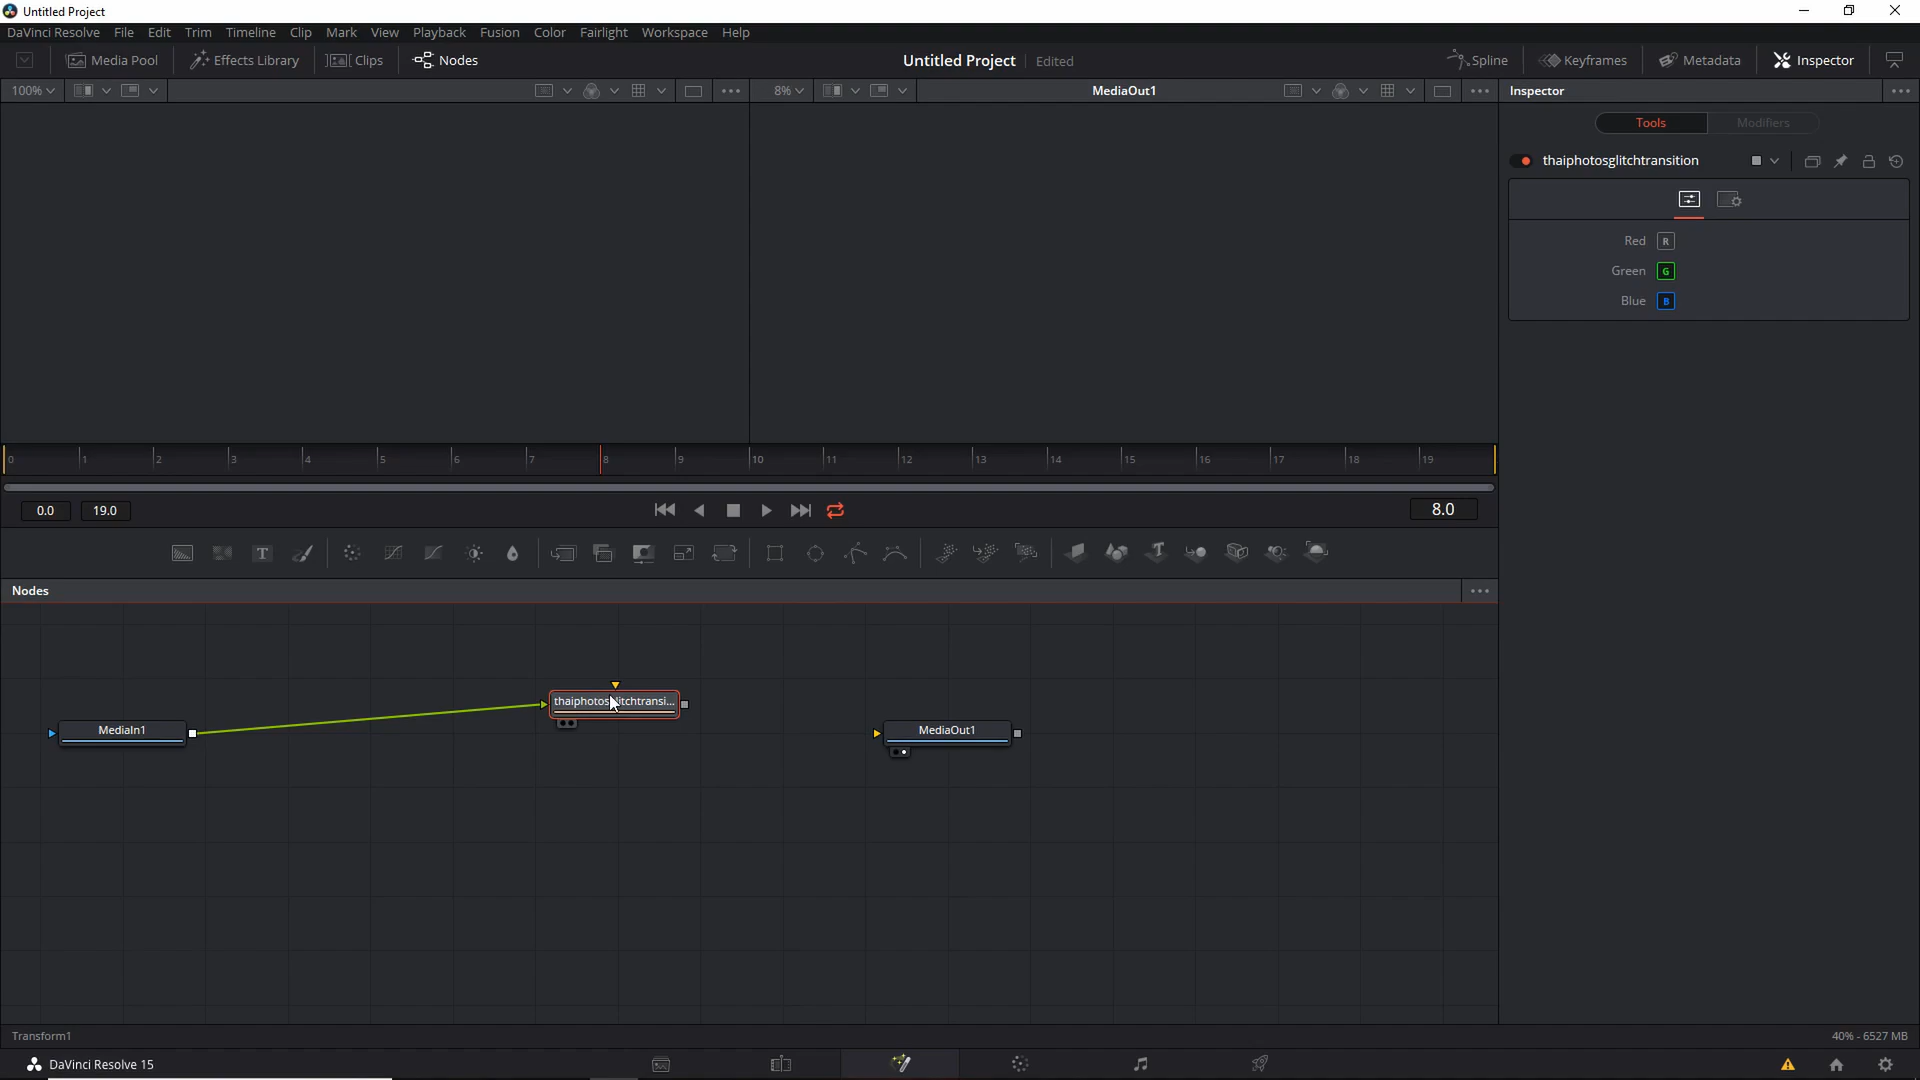 Untitled Project
DaVinci Resolve File Edit Trim Timeline Clip Mark View Playback Fusion Color Fairlight Workspace Help
Media Pool Effects Library Clips Nodes Untitled Project Edited Spline Keyframes Metadata Inspector
100% 8% MediaOut1 Inspector
Tools Modifiers
thaiphotosglitchtransition
Red R
Green G
Blue B
0 1 2 3 4 5 6 7 8 9 10 11 12 13 14 15 16 17 18 19
0.0 19.0 8.0
T T
Nodes
thaiphotosglitchtransi...
MediaIn1 MediaOut1
Transform1 40% - 6527 MB
DaVinci Resolve 15